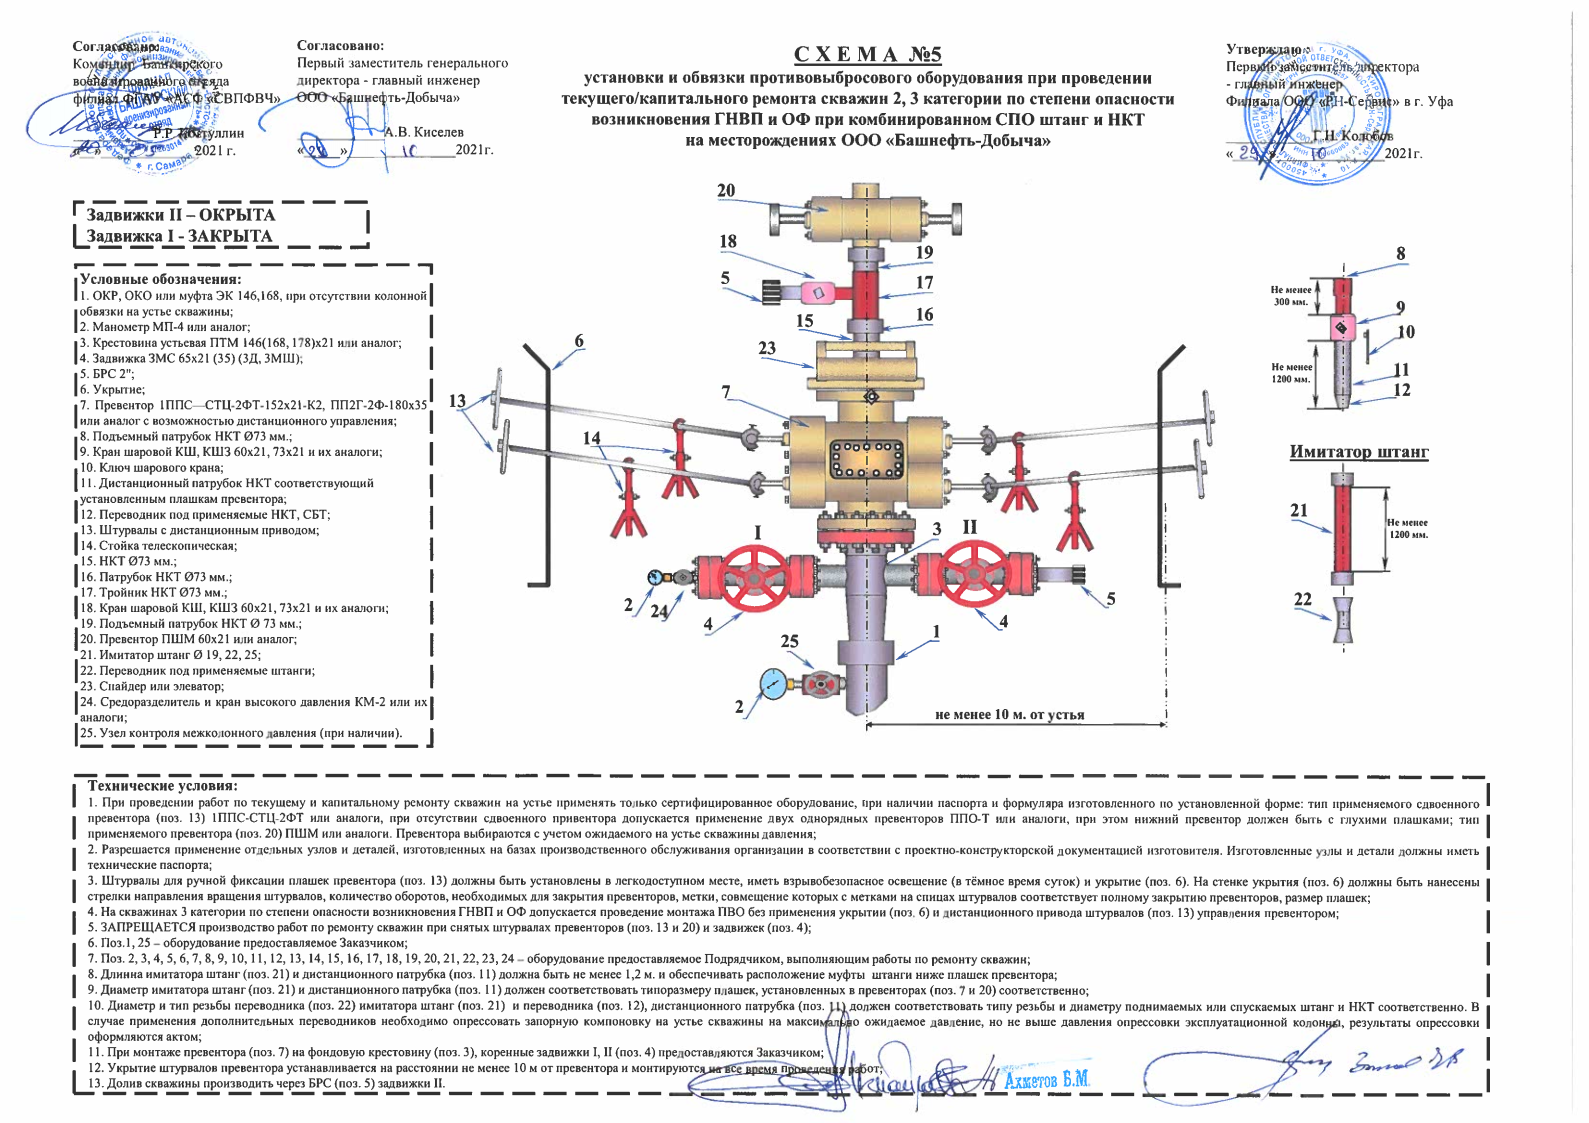 Согласовано:
Командир Башкирского
военизированного отряда
филиал ФГАУ «АСФ «СВПФВЧ»
2021 г.
Согласовано:
Первый заместитель генерального
директора - главный инженер
ООО «Башнефть-Добыча»
А.В. Киселев
« 28 » 10 2021г.
С Х Е М А №5
установки и обвязки противовыбросового оборудования при проведении
текущего/капитального ремонта скважин 2, 3 категории по степени опасности
возникновения ГНВП и ОФ при комбинированном СПО штанг и НКТ
на месторождениях ООО «Башнефть-Добыча»
Утверждаю:
Первый заместитель директора
- главный инженер
Филиала ООО «РН-Сервис» в г. Уфа
Г.Н. Колобов
« 29 » 10 2021г.
Задвижки II – ОКРЫТА
Задвижка I - ЗАКРЫТА
Условные обозначения:
1. ОКР, ОКО или муфта ЭК 146,168, при отсутствии колонной
обвязки на устье скважины;
2. Манометр МП-4 или аналог;
3. Крестовина устьевая ПТМ 146(168, 178)х21 или аналог;
4. Задвижка ЗМС 65х21 (35) (ЗД, ЗМШ);
5. БРС 2";
6. Укрытие;
7. Превентор 1ППС—СТЦ-2ФТ-152х21-К2, ПП2Г-2Ф-180х35
или аналог с возможностью дистанционного управления;
8. Подъемный патрубок НКТ Ø73 мм.;
9. Кран шаровой КШ, КШЗ 60х21, 73х21 и их аналоги;
10. Ключ шарового крана;
11. Дистанционный патрубок НКТ соответствующий
установленным плашкам превентора;
12. Переводник под применяемые НКТ, СБТ;
13. Штурвалы с дистанционным приводом;
14. Стойка телескопическая;
15. НКТ Ø73 мм.;
16. Патрубок НКТ Ø73 мм.;
17. Тройник НКТ Ø73 мм.;
18. Кран шаровой КШ, КШЗ 60х21, 73х21 и их аналоги;
19. Подъемный патрубок НКТ Ø 73 мм.;
20. Превентор ПШМ 60х21 или аналог;
21. Имитатор штанг Ø 19, 22, 25;
22. Переводник под применяемые штанги;
23. Спайдер или элеватор;
24. Средоразделитель и кран высокого давления КМ-2 или их
аналоги;
25. Узел контроля межколонного давления (при наличии).
20
18
19
5
17
16
15
23
6
7
13
14
I
II
3
2
24
4
4
5
1
25
2
не менее 10 м. от устья
8
Не менее
300 мм.
9
10
Не менее
1200 мм.
11
12
Имитатор штанг
21
Не менее
1200 мм.
22
Технические условия:
1. При проведении работ по текущему и капитальному ремонту скважин на устье применять только сертифицированное оборудование, при наличии паспорта и формуляра изготовленного по установленной форме: тип применяемого сдвоенного
превентора (поз. 13) 1ППС-СТЦ-2ФТ или аналоги, при отсутствии сдвоенного привентора допускается применение двух однорядных превенторов ППО-Т или аналоги, при этом нижний превентор должен быть с глухими плашками; тип
применяемого превентора (поз. 20) ПШМ или аналоги. Превентора выбираются с учетом ожидаемого на устье скважины давления;
2. Разрешается применение отдельных узлов и деталей, изготовленных на базах производственного обслуживания организации в соответствии с проектно-конструкторской документацией изготовителя. Изготовленные узлы и детали должны иметь
технические паспорта;
3. Штурвалы для ручной фиксации плашек превентора (поз. 13) должны быть установлены в легкодоступном месте, иметь взрывобезопасное освещение (в тёмное время суток) и укрытие (поз. 6). На стенке укрытия (поз. 6) должны быть нанесены
стрелки направления вращения штурвалов, количество оборотов, необходимых для закрытия превенторов, метки, совмещение которых с метками на спицах штурвалов соответствует полному закрытию превенторов, размер плашек;
4. На скважинах 3 категории по степени опасности возникновения ГНВП и ОФ допускается проведение монтажа ПВО без применения укрытии (поз. 6) и дистанционного привода штурвалов (поз. 13) управления превентором;
5. ЗАПРЕЩАЕТСЯ производство работ по ремонту скважин при снятых штурвалах превенторов (поз. 13 и 20) и задвижек (поз. 4);
6. Поз.1, 25 – оборудование предоставляемое Заказчиком;
7. Поз. 2, 3, 4, 5, 6, 7, 8, 9, 10, 11, 12, 13, 14, 15, 16, 17, 18, 19, 20, 21, 22, 23, 24 – оборудование предоставляемое Подрядчиком, выполняющим работы по ремонту скважин;
8. Длинна имитатора штанг (поз. 21) и дистанционного патрубка (поз. 11) должна быть не менее 1,2 м. и обеспечивать расположение муфты штанги ниже плашек превентора;
9. Диаметр имитатора штанг (поз. 21) и дистанционного патрубка (поз. 11) должен соответствовать типоразмеру плашек, установленных в превенторах (поз. 7 и 20) соответственно;
10. Диаметр и тип резьбы переводника (поз. 22) имитатора штанг (поз. 21) и переводника (поз. 12), дистанционного патрубка (поз. 11) должен соответствовать типу резьбы и диаметру поднимаемых или спускаемых штанг и НКТ соответственно. В
случае применения дополнительных переводников необходимо опрессовать запорную компоновку на устье скважины на максимально ожидаемое давление, но не выше давления опрессовки эксплуатационной колонны, результаты опрессовки
оформляются актом;
11. При монтаже превентора (поз. 7) на фондовую крестовину (поз. 3), коренные задвижки I, II (поз. 4) предоставляются Заказчиком;
12. Укрытие штурвалов превентора устанавливается на расстоянии не менее 10 м от превентора и монтируются на все время проведения работ;
13. Долив скважины производить через БРС (поз. 5) задвижки II.
Ахметов Б.М.